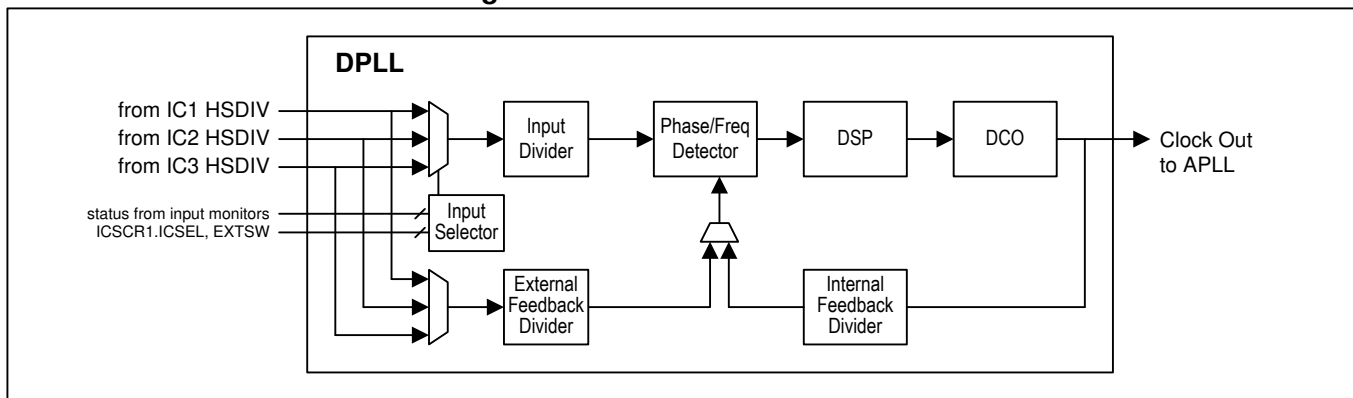 DPLL
from IC1 HSDIV
from IC2 HSDIV
from IC3 HSDIV
status from input monitors
ICSCR1.ICSEL, EXTSW
Input
Divider
Phase/Freq
Detector
DSP
DCO
Clock Out
to APLL
Input
Selector
External
Feedback
Divider
Internal
Feedback
Divider